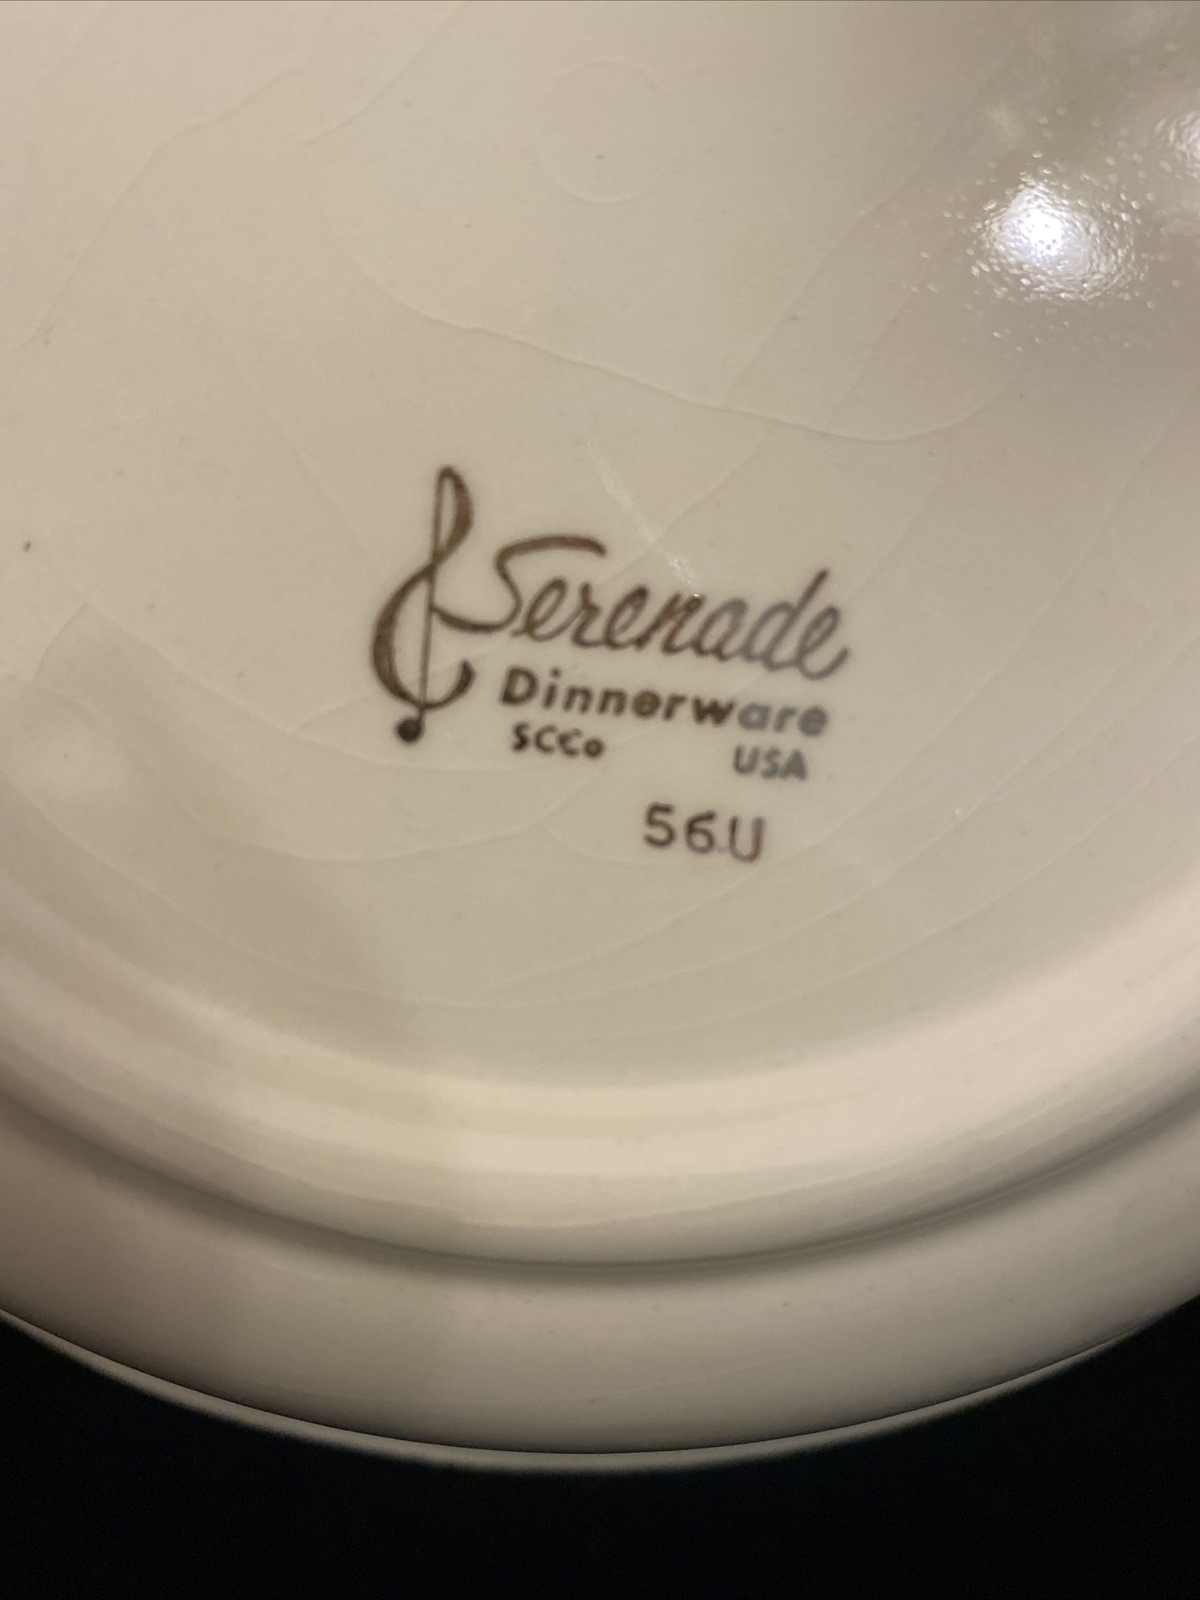 Serenade
Dinnerware
SCCo USA
56U